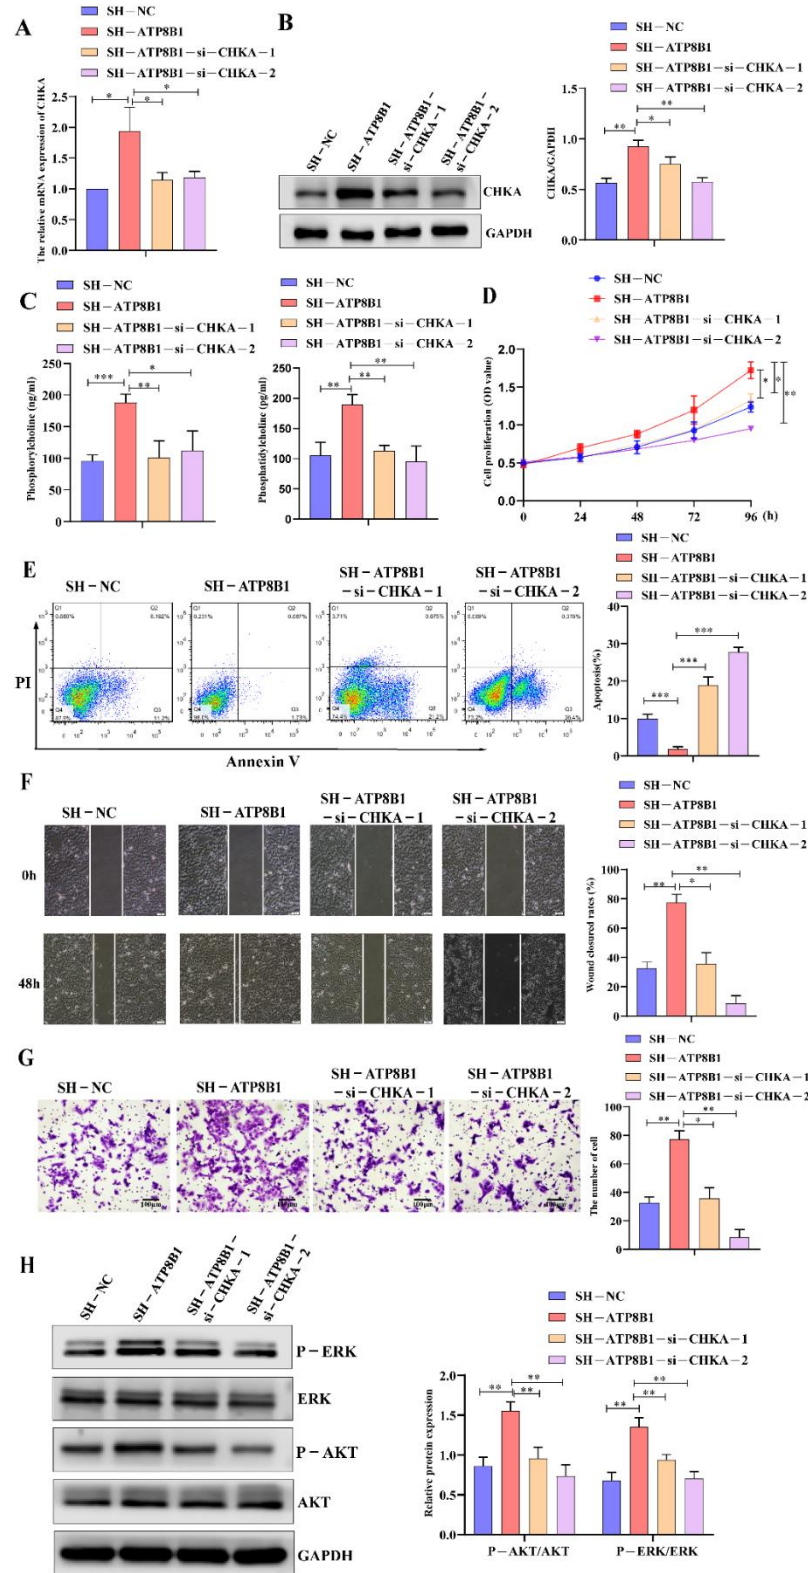 A
SH-NC
SH-ATP8B1
SH-ATP8B1-si-CHKA-1
SH-ATP8B1-si-CHKA-2
The relative mRNA expression of CHKA
2.5
2.0
1.5
1.0
0.5
0.0
*
*
*
B
SH-NC
SH-ATP8B1
SH-ATP8B1-
si-CHKA-1
SH-ATP8B1-
si-CHKA-2
CHKA
GAPDH
SH-NC
SH-ATP8B1
SH-ATP8B1-si-CHKA-1
SH-ATP8B1-si-CHKA-2
CHKA/GAPDH
1.5
1.0
0.5
0.0
**
*
**
C
SH-NC
SH-ATP8B1
SH-ATP8B1-si-CHKA-1
SH-ATP8B1-si-CHKA-2
Phosphorylcholine (ng/ml)
250
200
150
100
50
0
***
**
*
SH-NC
SH-ATP8B1
SH-ATP8B1-si-CHKA-1
SH-ATP8B1-si-CHKA-2
Phosphatidylcholine (pg/ml)
250
200
150
100
50
0
**
**
**
D
SH-NC
SH-ATP8B1
SH-ATP8B1-si-CHKA-1
SH-ATP8B1-si-CHKA-2
Cell proliferation (OD value)
2.0
1.5
1.0
0.5
0.0
0 24 48 72 96 (h)
*
*
**
E
SH-NC
SH-ATP8B1
SH-ATP8B1
-si-CHKA-1
SH-ATP8B1
-si-CHKA-2
PI
Annexin V
Q1
Q2
Q3
Q4
SH-NC
SH-ATP8B1
SH-ATP8B1-si-CHKA-1
SH-ATP8B1-si-CHKA-2
Apoptosis(%)
40
30
20
10
0
***
***
***
F
SH-NC
SH-ATP8B1
SH-ATP8B1
-si-CHKA-1
SH-ATP8B1
-si-CHKA-2
0h
48h
SH-NC
SH-ATP8B1
SH-ATP8B1-si-CHKA-1
SH-ATP8B1-si-CHKA-2
Wound closured rates (%)
100
80
60
40
20
0
**
*
**
G
SH-NC
SH-ATP8B1
SH-ATP8B1
-si-CHKA-1
SH-ATP8B1
-si-CHKA-2
100μm
100μm
100μm
100μm
SH-NC
SH-ATP8B1
SH-ATP8B1-si-CHKA-1
SH-ATP8B1-si-CHKA-2
The number of cell
100
80
60
40
20
0
**
*
**
H
SH-NC
SH-ATP8B1
SH-ATP8B1-
si-CHKA-1
SH-ATP8B1-
si-CHKA-2
P-ERK
ERK
P-AKT
AKT
GAPDH
SH-NC
SH-ATP8B1
SH-ATP8B1-si-CHKA-1
SH-ATP8B1-si-CHKA-2
Relative protein expression
2.0
1.5
1.0
0.5
0.0
**
**
**
**
**
**
P-AKT/AKT
P-ERK/ERK